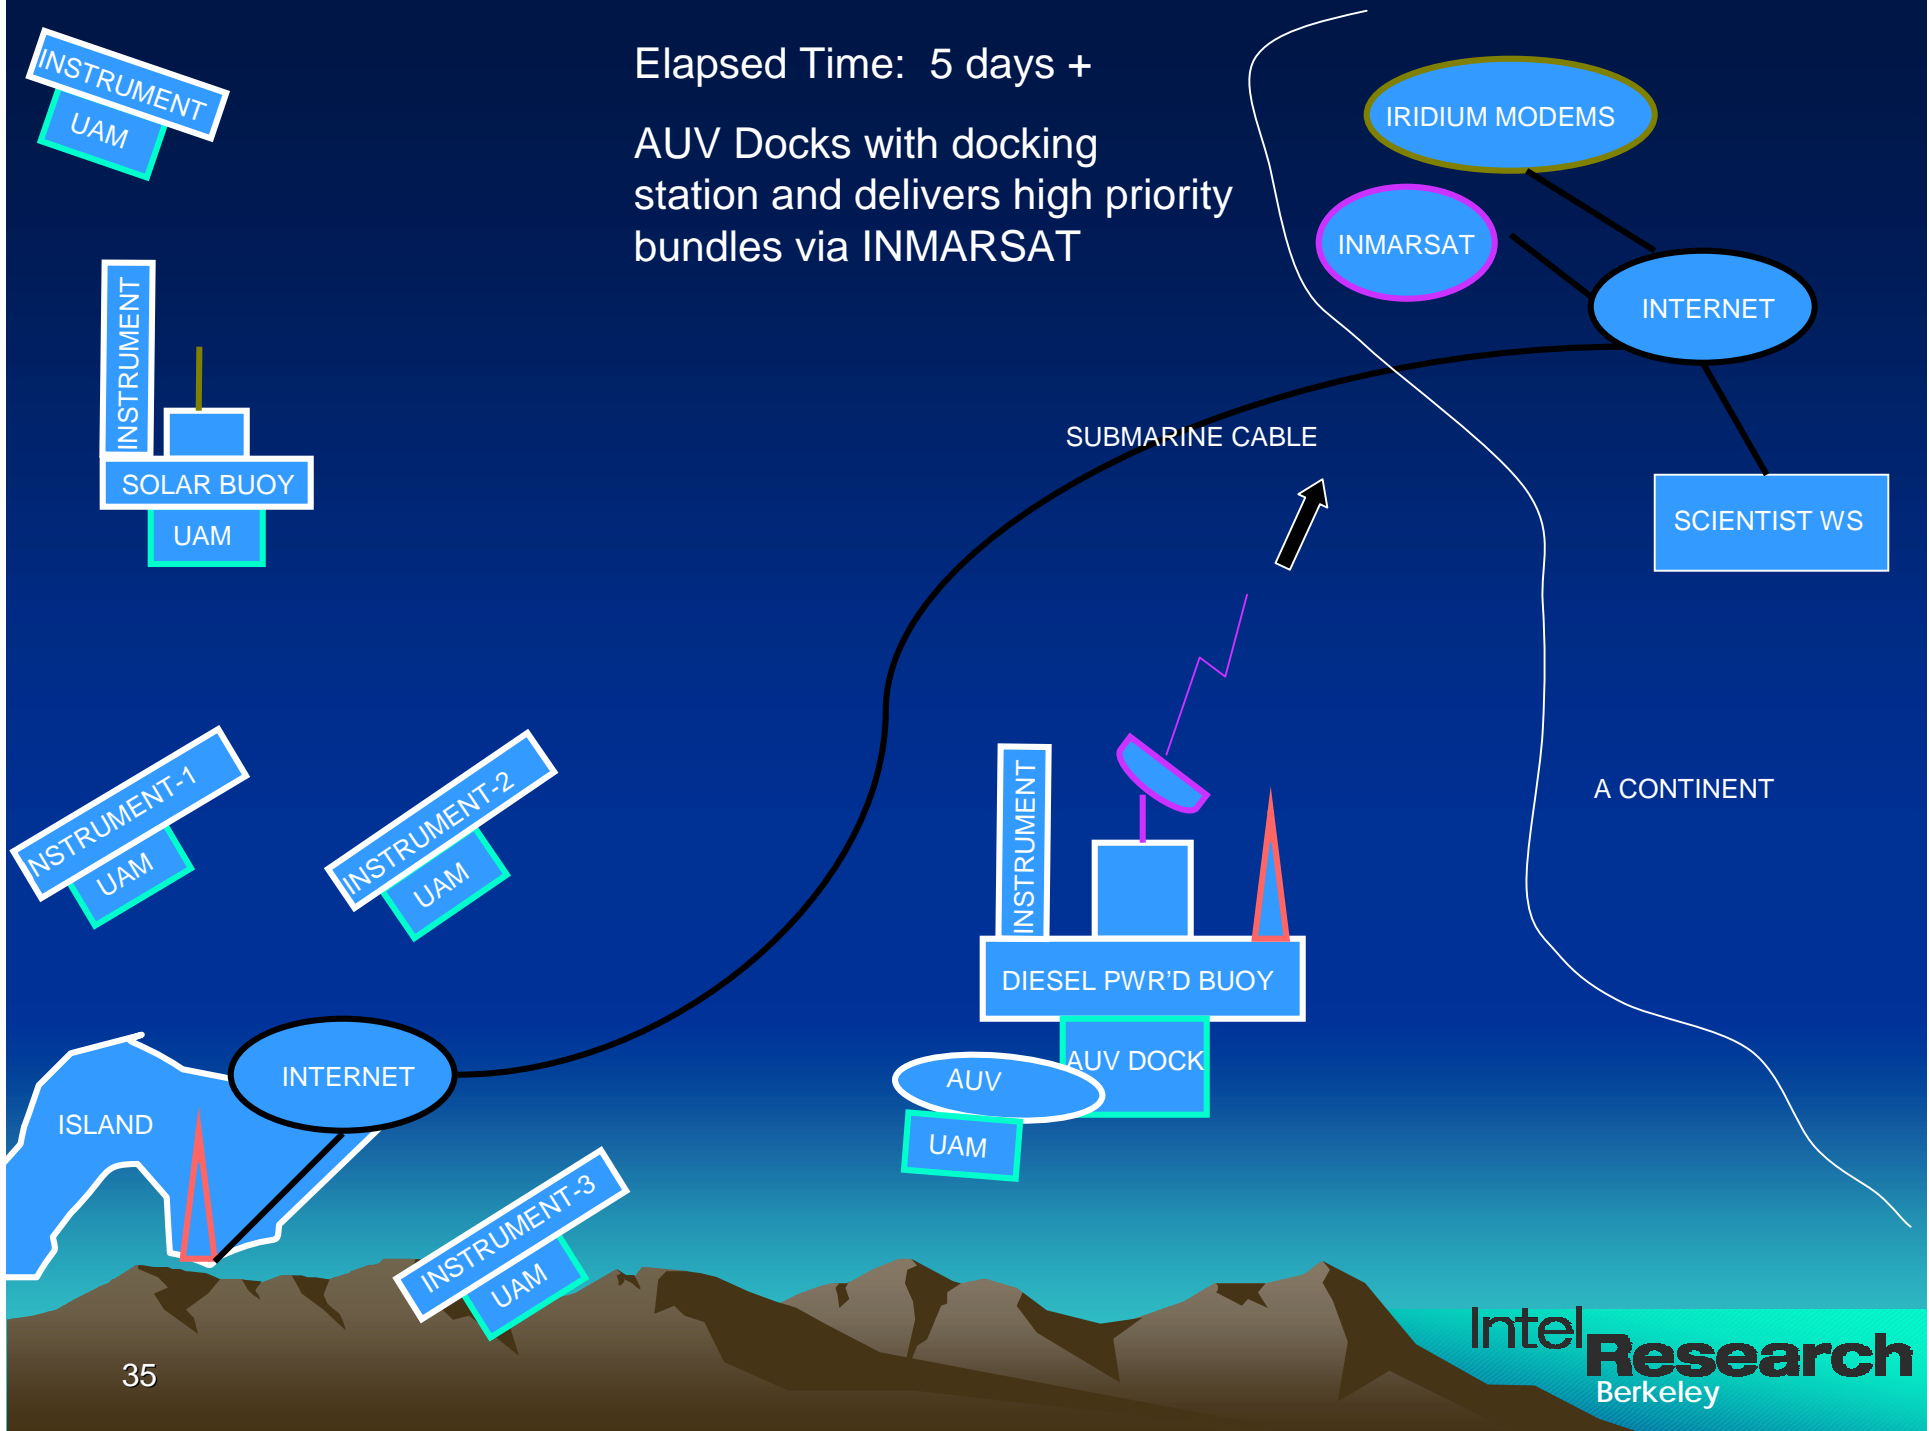 Elapsed Time: 5 days +
AUV Docks with docking
station and delivers high priority
bundles via INMARSAT
INSTRUMENT
UAM
IRIDIUM MODEMS
INMARSAT
INTERNET
INSTRUMENT
SOLAR BUOY
UAM
SUBMARINE CABLE
SCIENTIST WS
NSTRUMENT-1
UAM
INSTRUMENT-2
UAM
INSTRUMENT
A CONTINENT
DIESEL PWR'D BUOY
AUV DOCK
AUV
UAM
INTERNET
ISLAND
INSTRUMENT-3
UAM
35
Intel
Research
Berkeley